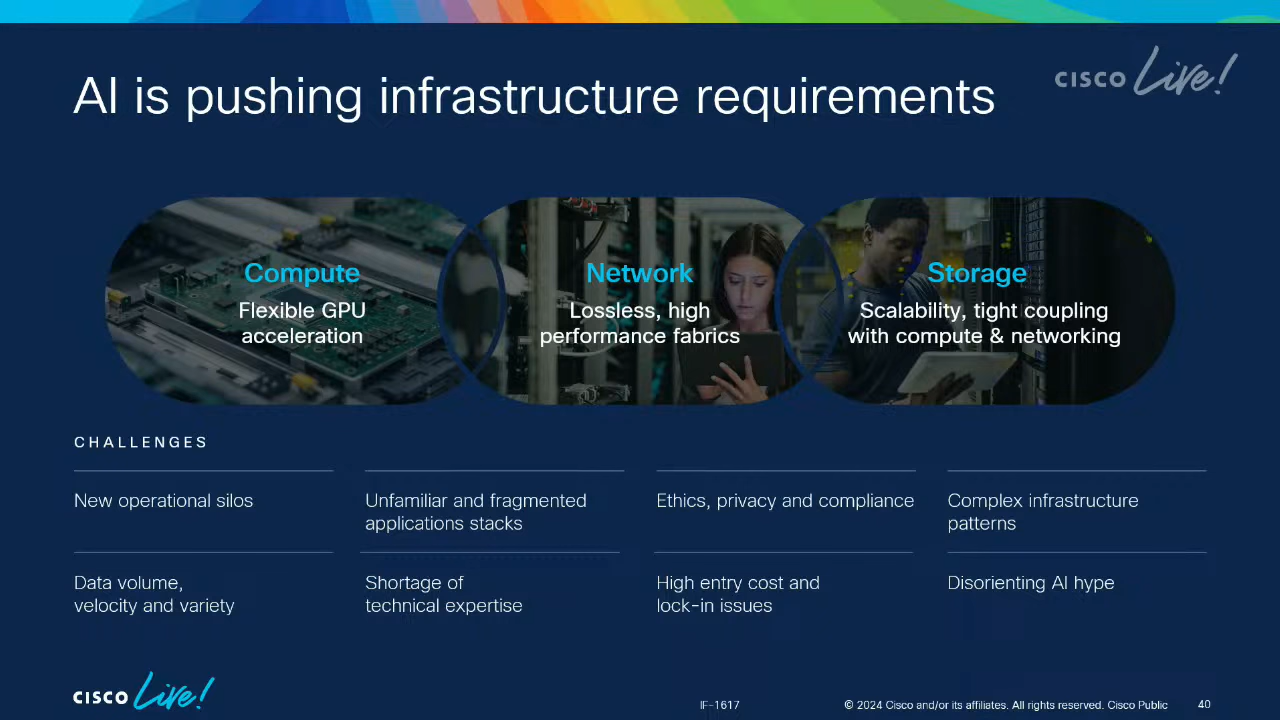 AI is pushing infrastructure requirements
CISCO Live!
Compute
Flexible GPU
acceleration
Network
Lossless, high
performance fabrics
Storage
Scalability, tight coupling
with compute & networking
CHALLENGES
New operational silos
Unfamiliar and fragmented
applications stacks
Ethics, privacy and compliance
Complex infrastructure
patterns
Data volume,
velocity and variety
Shortage of
technical expertise
High entry cost and
lock-in issues
Disorienting AI hype
CISCO Live!
IF-1617
© 2024 Cisco and/or its affiliates. All rights reserved. Cisco Public
40